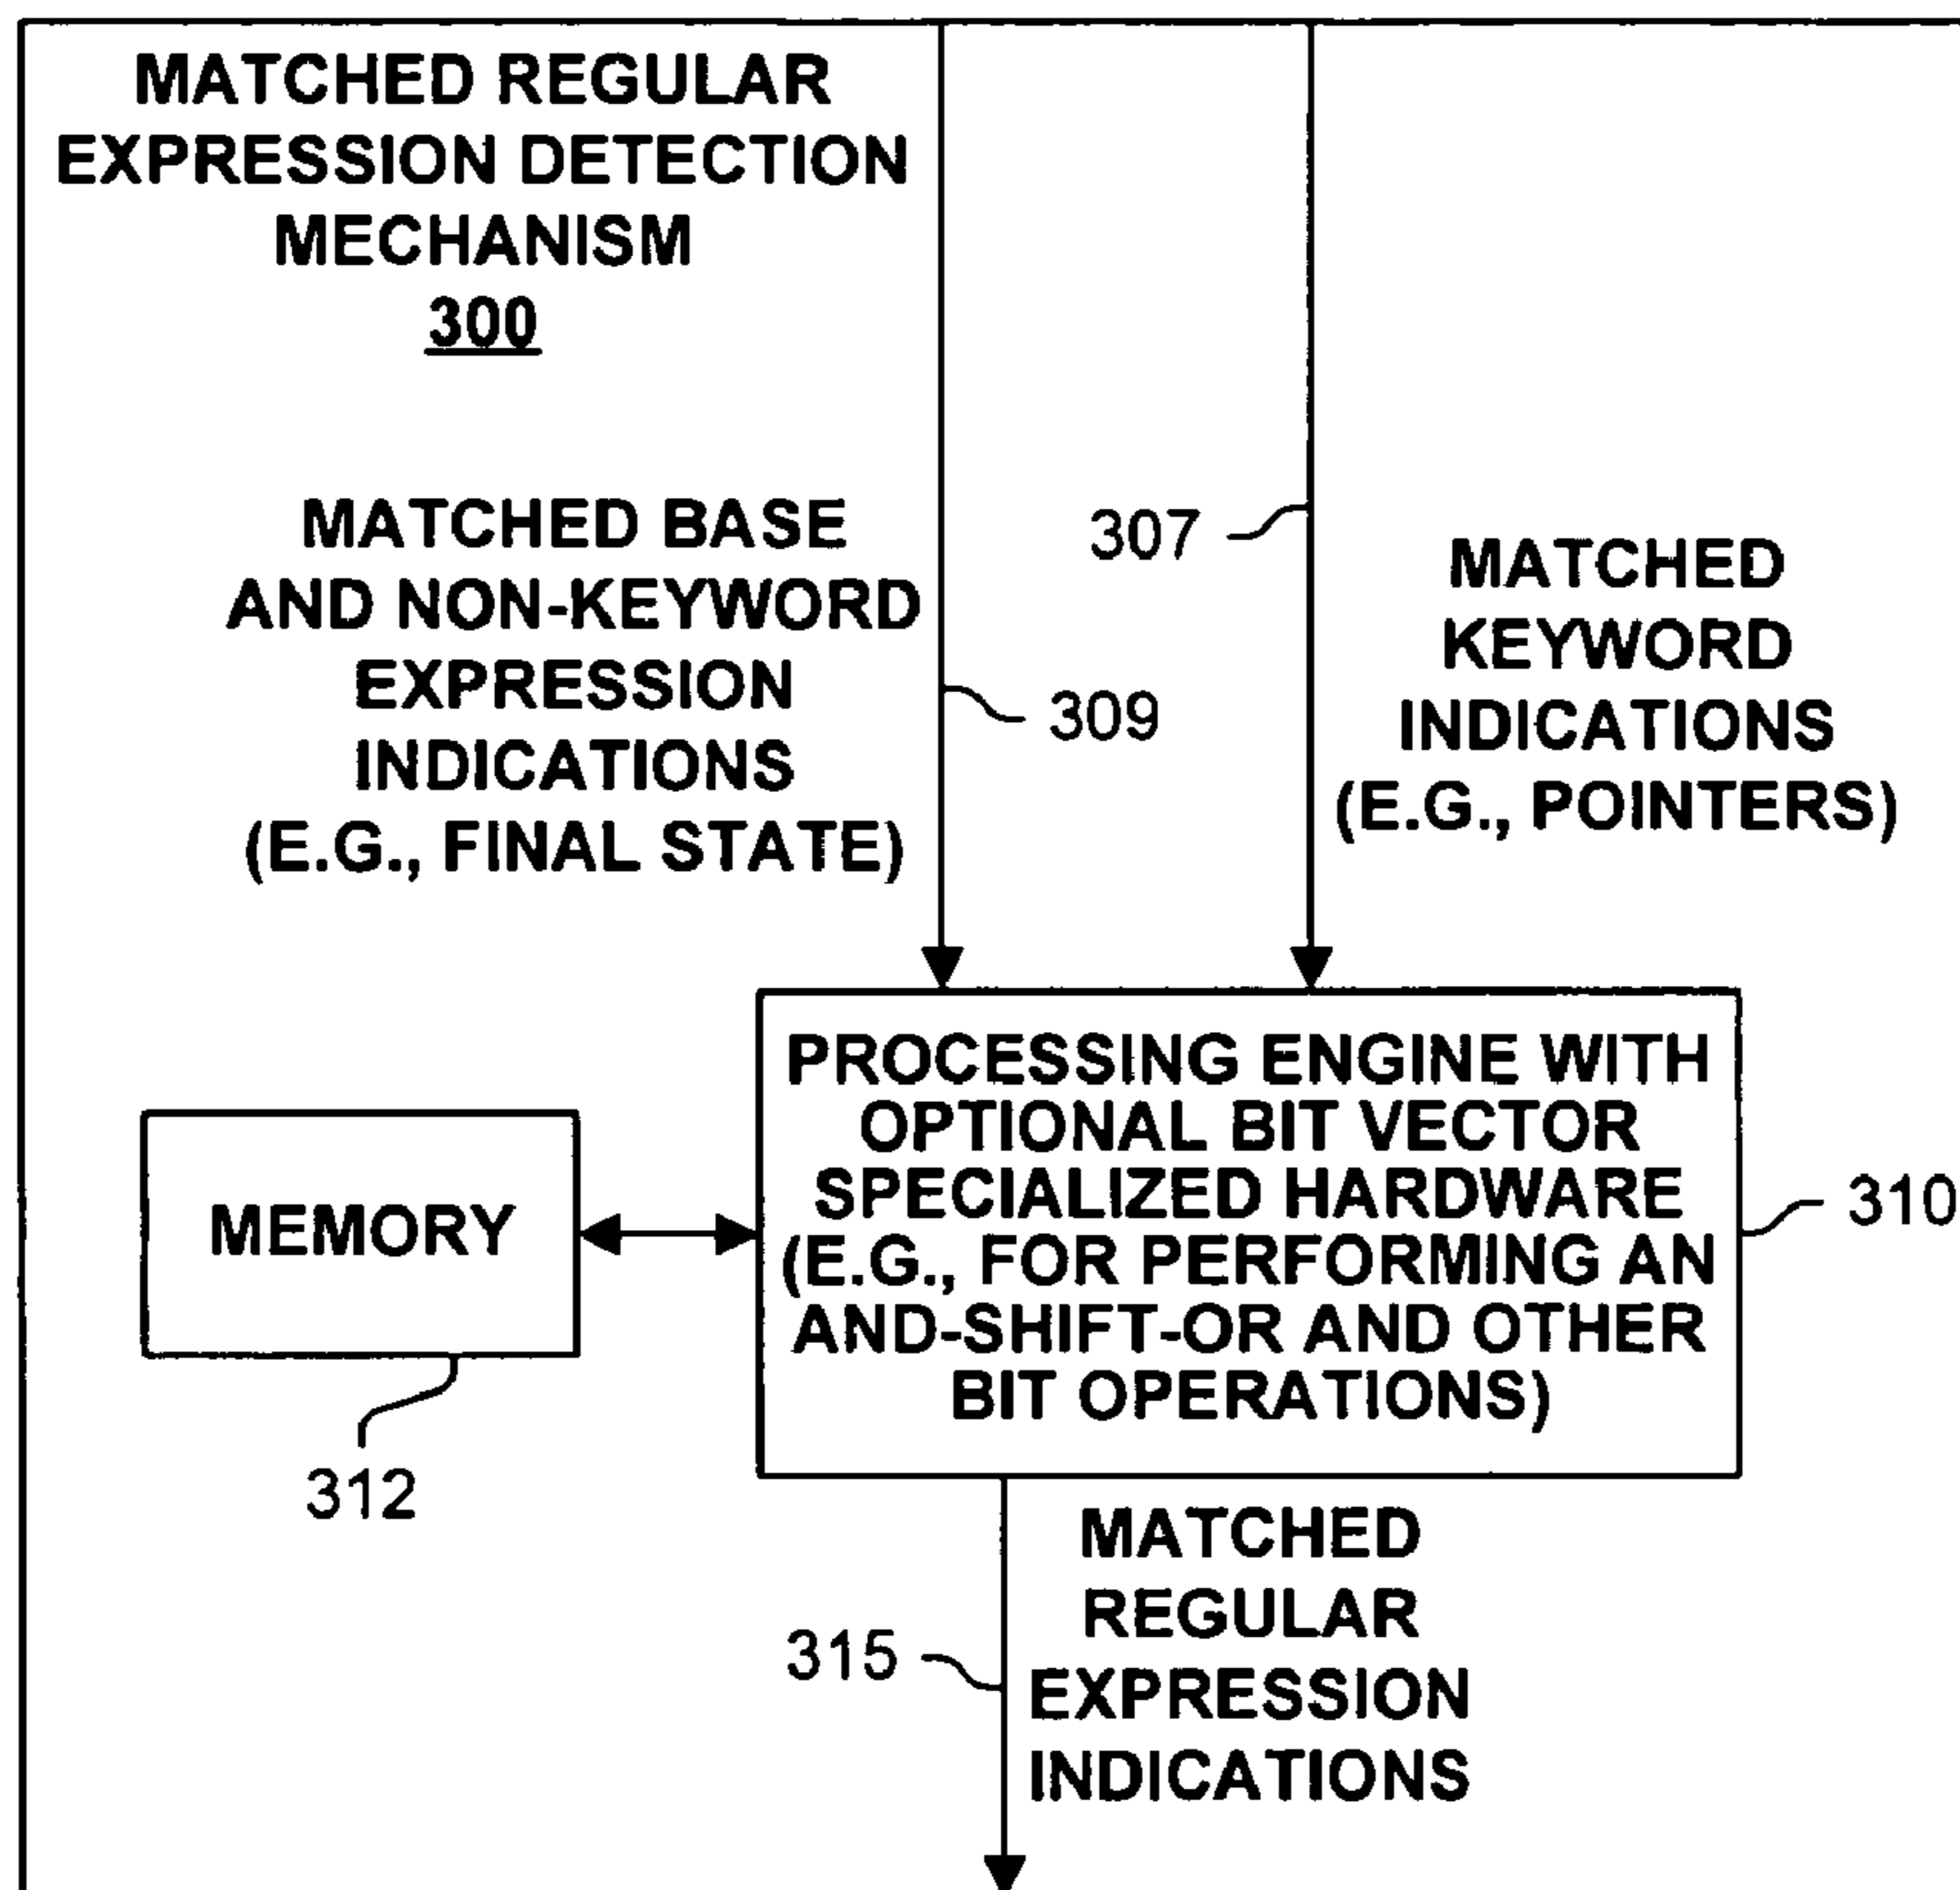 MATCHED REGULAR
EXPRESSION DETECTION
MECHANISM
300
MATCHED BASE
AND NON-KEYWORD
EXPRESSION
INDICATIONS
(E.G., FINAL STATE)
309
307
MATCHED
KEYWORD
INDICATIONS
(E.G., POINTERS)
PROCESSING ENGINE WITH
OPTIONAL BIT VECTOR
SPECIALIZED HARDWARE
(E.G., FOR PERFORMING AN
AND-SHIFT-OR AND OTHER
BIT OPERATIONS)
310
MEMORY
312
MATCHED
REGULAR
EXPRESSION
INDICATIONS
315